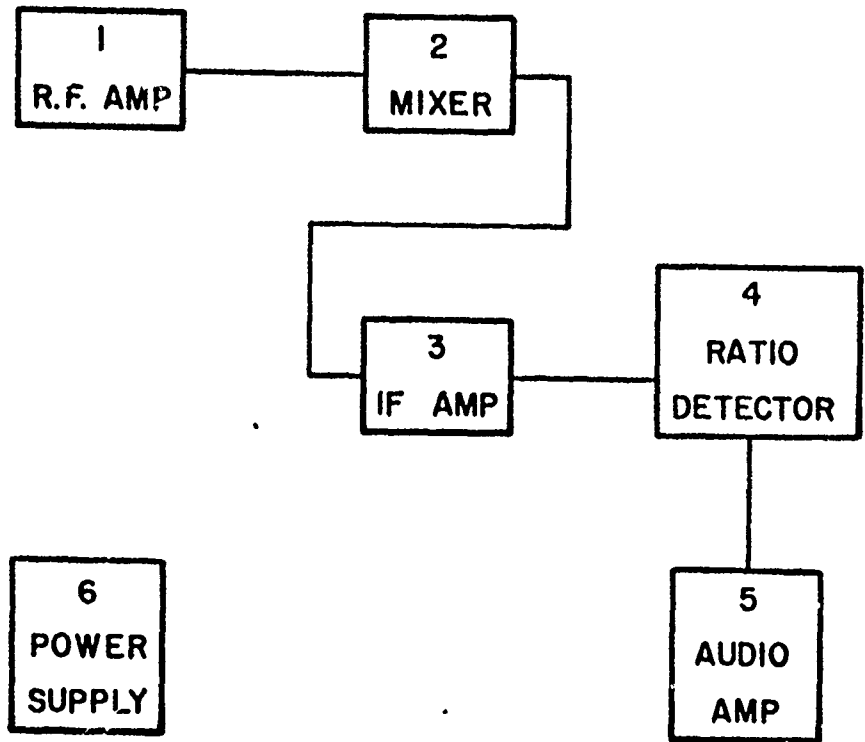 1
R.F. AMP
2
MIXER
3
IF AMP
4
RATIO
DETECTOR
5
AUDIO
AMP
6
POWER
SUPPLY